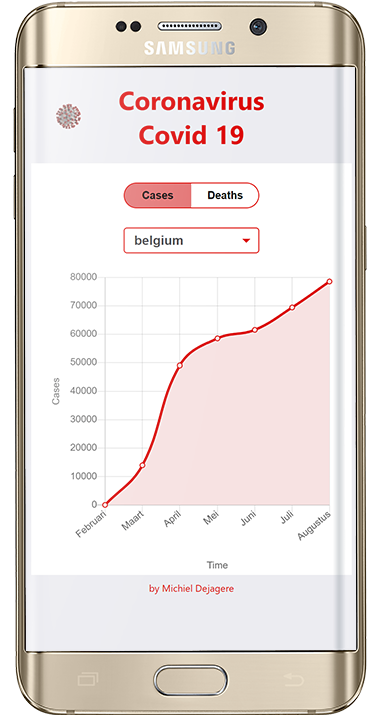 SAMSUNG
Coronavirus
Covid 19
Cases Deaths
belgium
80000
70000
60000
50000
40000
30000
20000
10000
0
Cases
Februari Maart April Mei Juni Juli Augustus
Time
by Michiel Dejagere